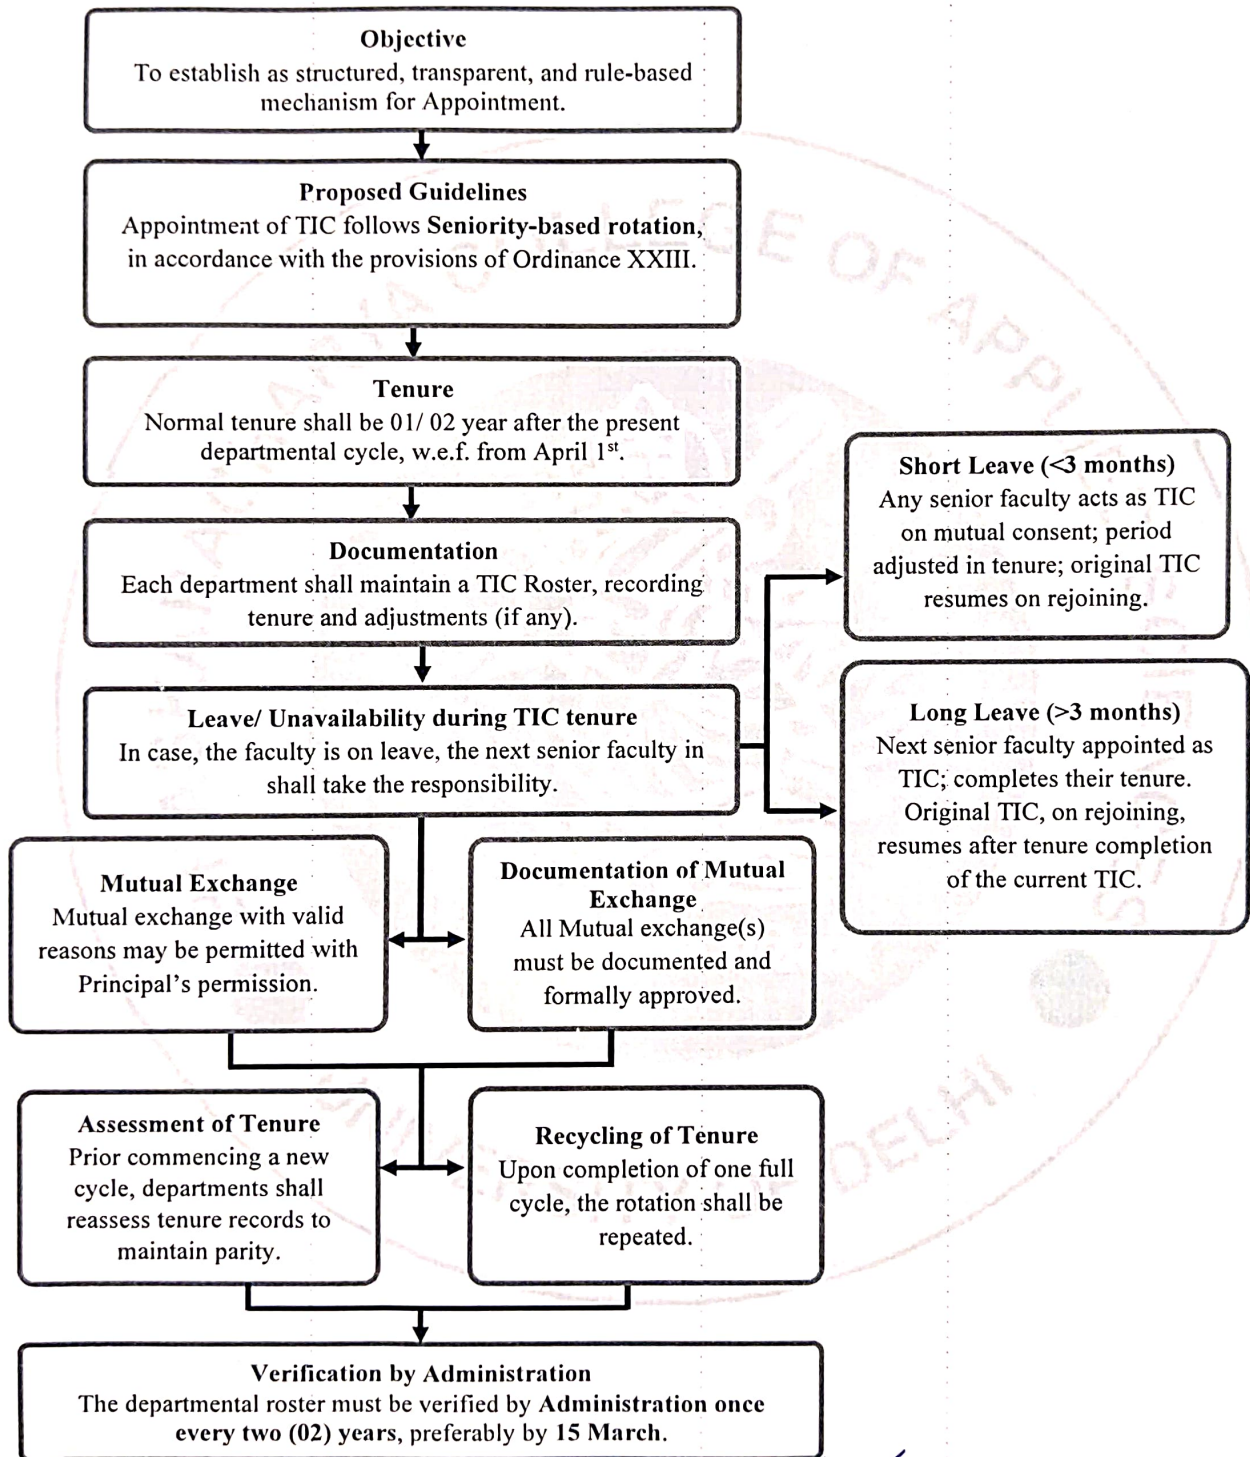 Objective
To establish as structured, transparent, and rule-based
mechanism for Appointment.
Proposed Guidelines
Appointment of TIC follows Seniority-based rotation,
in accordance with the provisions of Ordinance XXIII.
Tenure
Normal tenure shall be 01/ 02 year after the present
departmental cycle, w.e.f. from April 1st.
Documentation
Each department shall maintain a TIC Roster, recording
tenure and adjustments (if any).
Leave/ Unavailability during TIC tenure
In case, the faculty is on leave, the next senior faculty in
shall take the responsibility.
Short Leave (<3 months)
Any senior faculty acts as TIC
on mutual consent; period
adjusted in tenure; original TIC
resumes on rejoining.
Long Leave (>3 months)
Next senior faculty appointed as
TIC; completes their tenure.
Original TIC, on rejoining,
resumes after tenure completion
of the current TIC.
Mutual Exchange
Mutual exchange with valid
reasons may be permitted with
Principal's permission.
Documentation of Mutual
Exchange
All Mutual exchange(s)
must be documented and
formally approved.
Assessment of Tenure
Prior commencing a new
cycle, departments shall
reassess tenure records to
maintain parity.
Recycling of Tenure
Upon completion of one full
cycle, the rotation shall be
repeated.
Verification by Administration
The departmental roster must be verified by Administration once
every two (02) years, preferably by 15 March.
COLLEGE OF APPLIED
UNIVERSITY OF DELHI